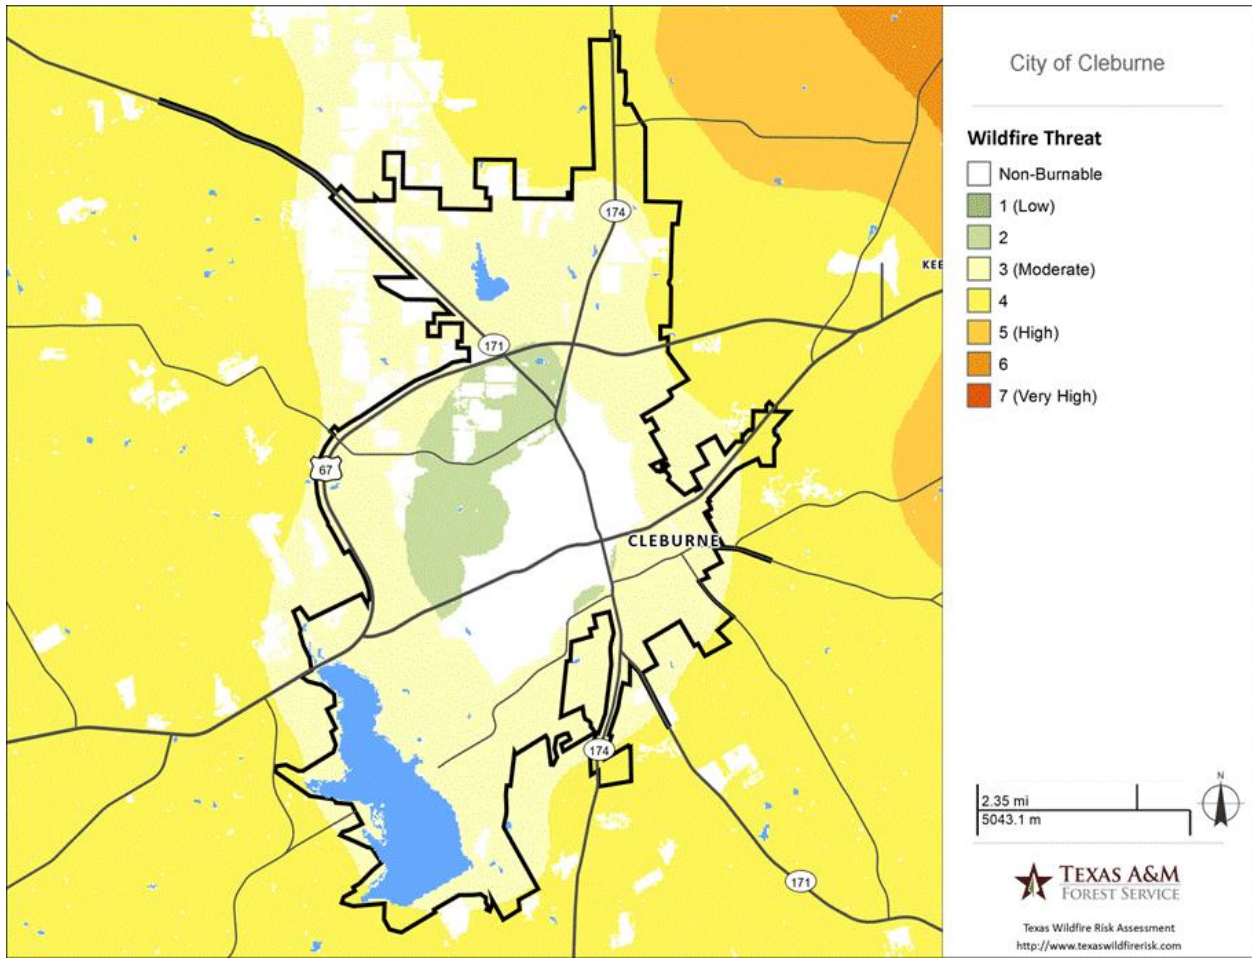 City of Cleburne
Wildfire Threat
Non-Burnable
1 (Low)
2
3 (Moderate)
4
5 (High)
6
7 (Very High)
174
KEE
171
67
CLEBURNE
174
171
N
2.35 mi
5043.1 m
TEXAS A&M
FOREST SERVICE
Texas Wildfire Risk Assessment
http://www.texaswildfirerisk.com